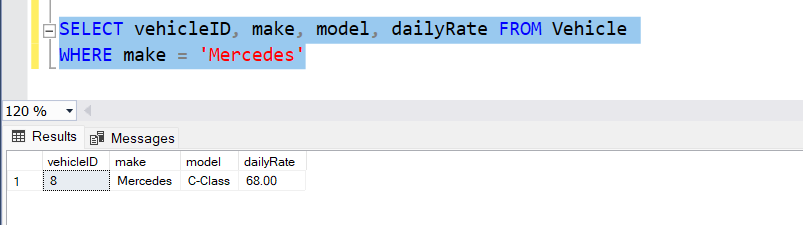 SELECT vehicleID, make, model, dailyRate FROM Vehicle
WHERE make = 'Mercedes'
120 %
Results Messages
vehicleID make model dailyRate
1 8 Mercedes C-Class 68.00